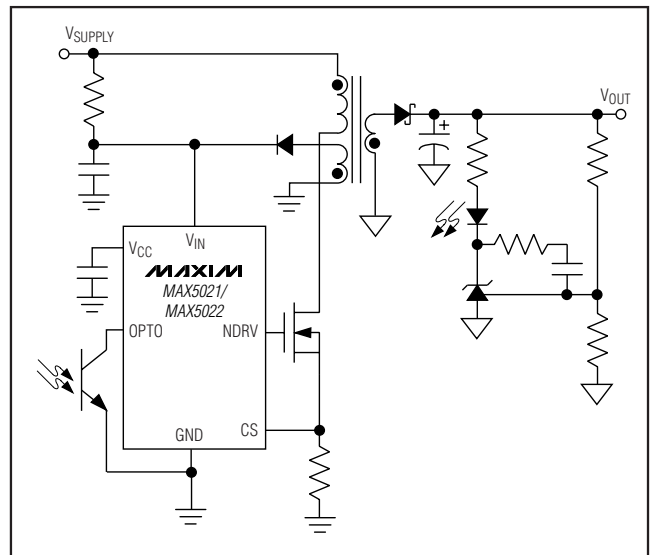 VSUPPLY
VOUT
VCC
VIN
MAXIM
MAX5021/
MAX5022
OPTO
NDRV
GND
CS
+